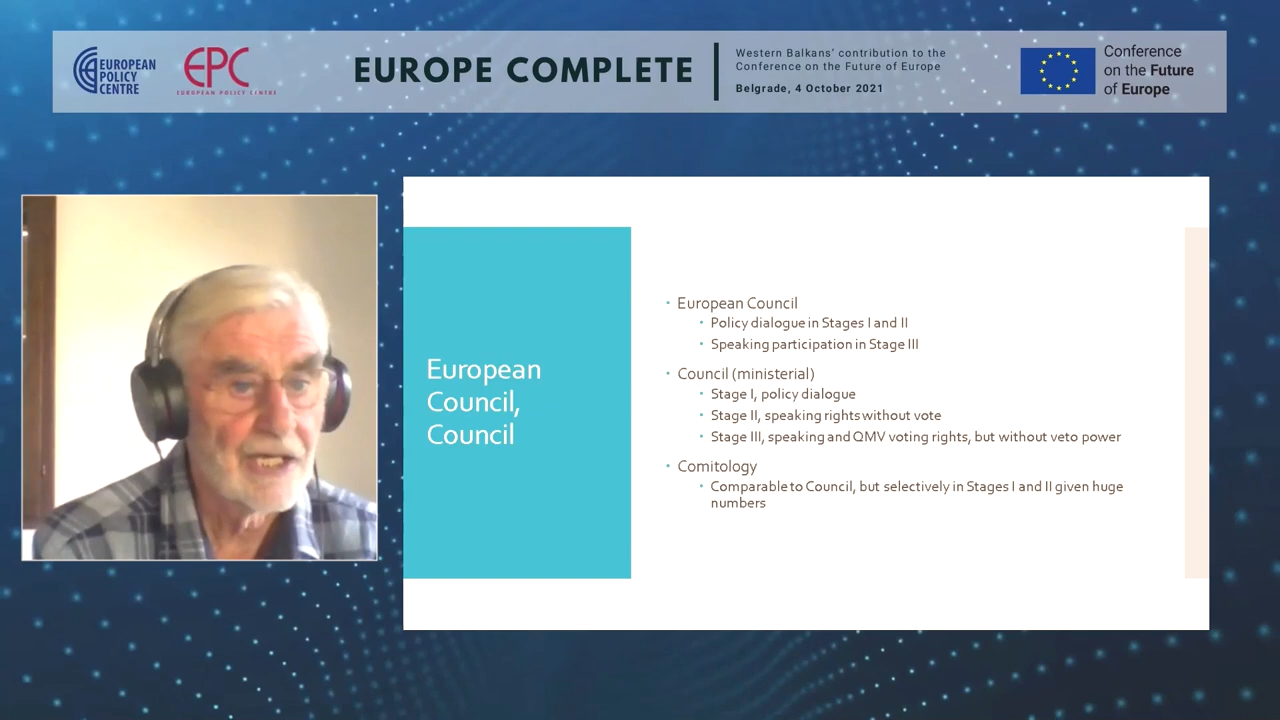 EUROPEAN
POLICY
CENTRE
EPC
EUROPEAN POLICY CENTRE
EUROPE COMPLETE
Western Balkans' contribution to the
Conference on the Future of Europe
Belgrade, 4 October 2021
Conference
on the Future
of Europe
European
Council,
Council
• European Council
• Policy dialogue in Stages I and II
• Speaking participation in Stage III
• Council (ministerial)
• Stage I, policy dialogue
• Stage II, speaking rights without vote
• Stage III, speaking and QMV voting rights, but without veto power
• Comitology
• Comparable to Council, but selectively in Stages I and II given huge
numbers